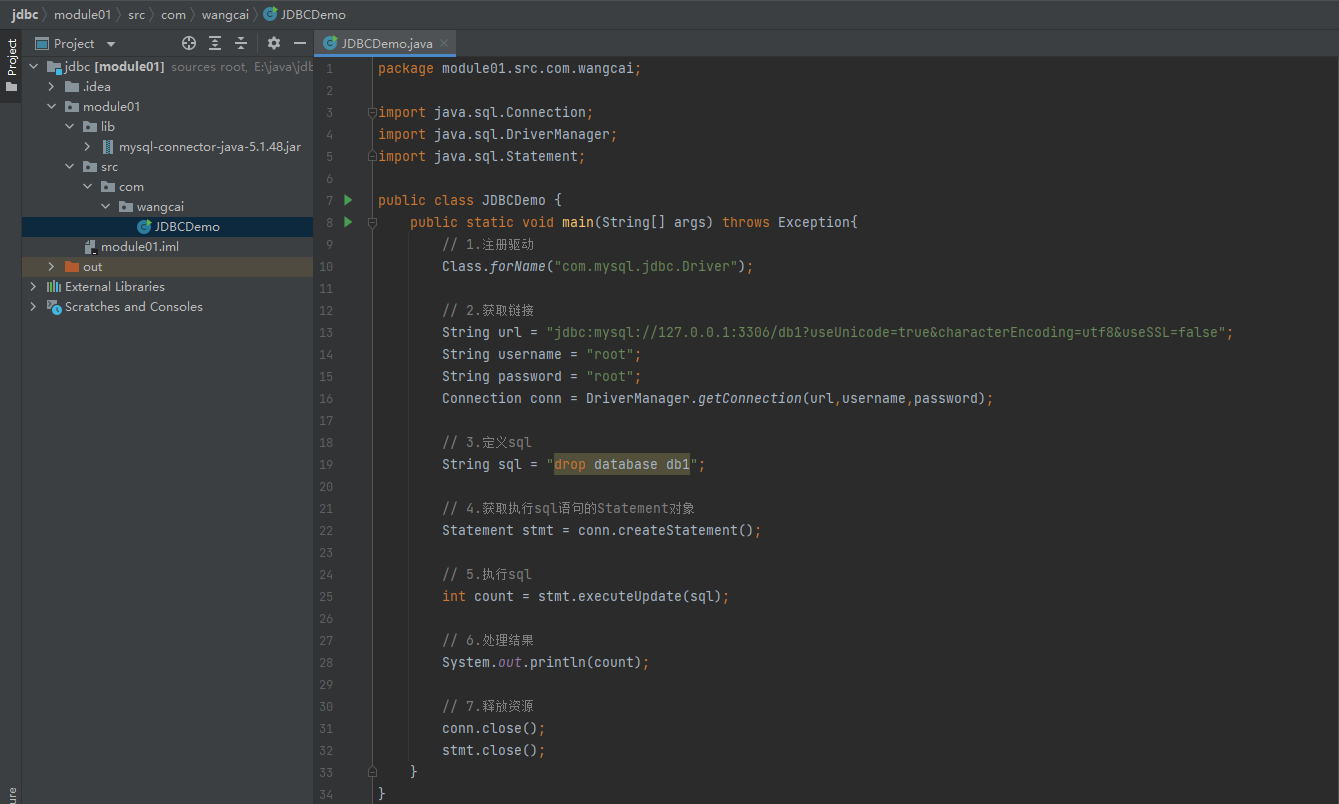 jdbc module01 src com wangcai JDBCDemo
Project
Project
JDBCDemo.java
jdbc [module01] sources root, E:\java\jdb
.idea
module01
lib
mysql-connector-java-5.1.48.jar
src
com
wangcai
JDBCDemo
module01.iml
out
External Libraries
Scratches and Consoles
ure
1 package module01.src.com.wangcai;
2
3 import java.sql.Connection;
4 import java.sql.DriverManager;
5 import java.sql.Statement;
6
7 public class JDBCDemo {
8 public static void main(String[] args) throws Exception{
9 // 1.注册驱动
10 Class.forName("com.mysql.jdbc.Driver");
11
12 // 2.获取链接
13 String url = "jdbc:mysql://127.0.0.1:3306/db1?useUnicode=true&characterEncoding=utf8&useSSL=false";
14 String username = "root";
15 String password = "root";
16 Connection conn = DriverManager.getConnection(url,username,password);
17
18 // 3.定义sql
19 String sql = "drop database db1";
20
21 // 4.获取执行sql语句的Statement对象
22 Statement stmt = conn.createStatement();
23
24 // 5.执行sql
25 int count = stmt.executeUpdate(sql);
26
27 // 6.处理结果
28 System.out.println(count);
29
30 // 7.释放资源
31 conn.close();
32 stmt.close();
33 }
34 }